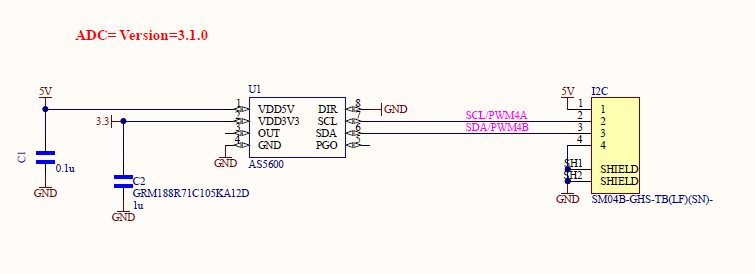 ADC= Version=3.1.0
5V
U1
5V
I2C
1 VDD5V DIR 8 GND
1 1
3.3 2 VDD3V3 SCL 7 SCL/PWM4A 2 2
3 OUT SDA 6 SDA/PWM4B 3 3
4 GND PGO 5
4 4
C1
0.1u
GND
AS5600
SH1 SHIELD
SH2 SHIELD
C2
GND
GRM188R71C105KA12D
GND
SM04B-GHS-TB(LF)(SN)-
1u
GND